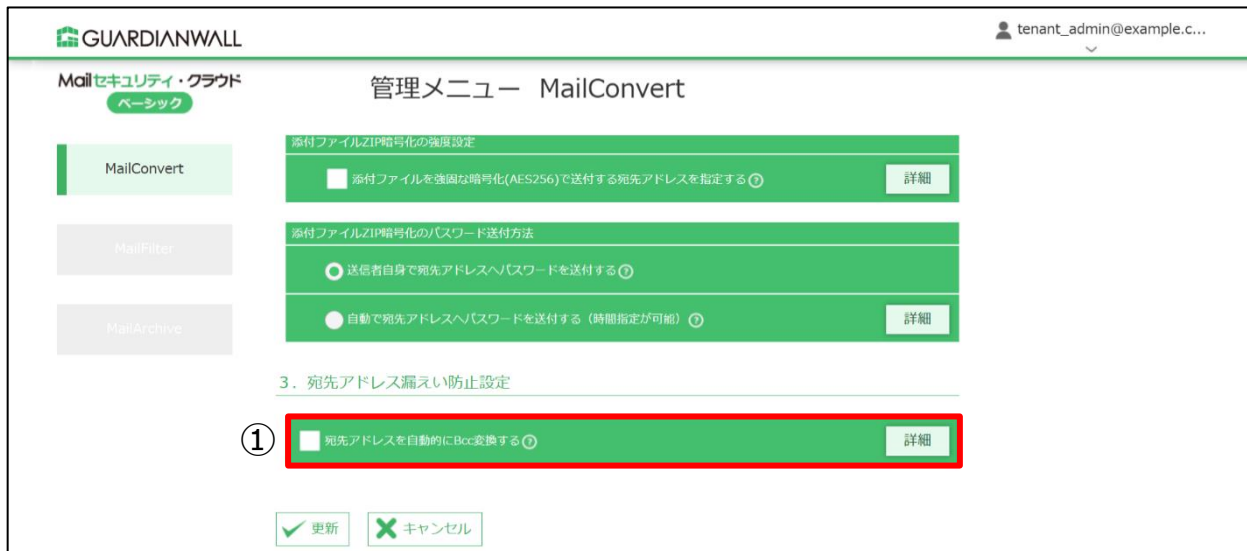 GUARDIANWALL
tenant_admin@example.c...
Mailセキュリティ・クラウド
ベーシック
管理メニュー MailConvert
MailConvert
MailFilter
MailArchive
添付ファイルZIP暗号化の強度設定
添付ファイルを強固な暗号化(AES256)で送付する宛先アドレスを指定する?
詳細
添付ファイルZIP暗号化のパスワード送付方法
送信者自身で宛先アドレスへパスワードを送付する?
自動で宛先アドレスへパスワードを送付する（時間指定が可能）?
詳細
3．宛先アドレス漏えい防止設定
①
宛先アドレスを自動的にBcc変換する?
詳細
更新
キャンセル